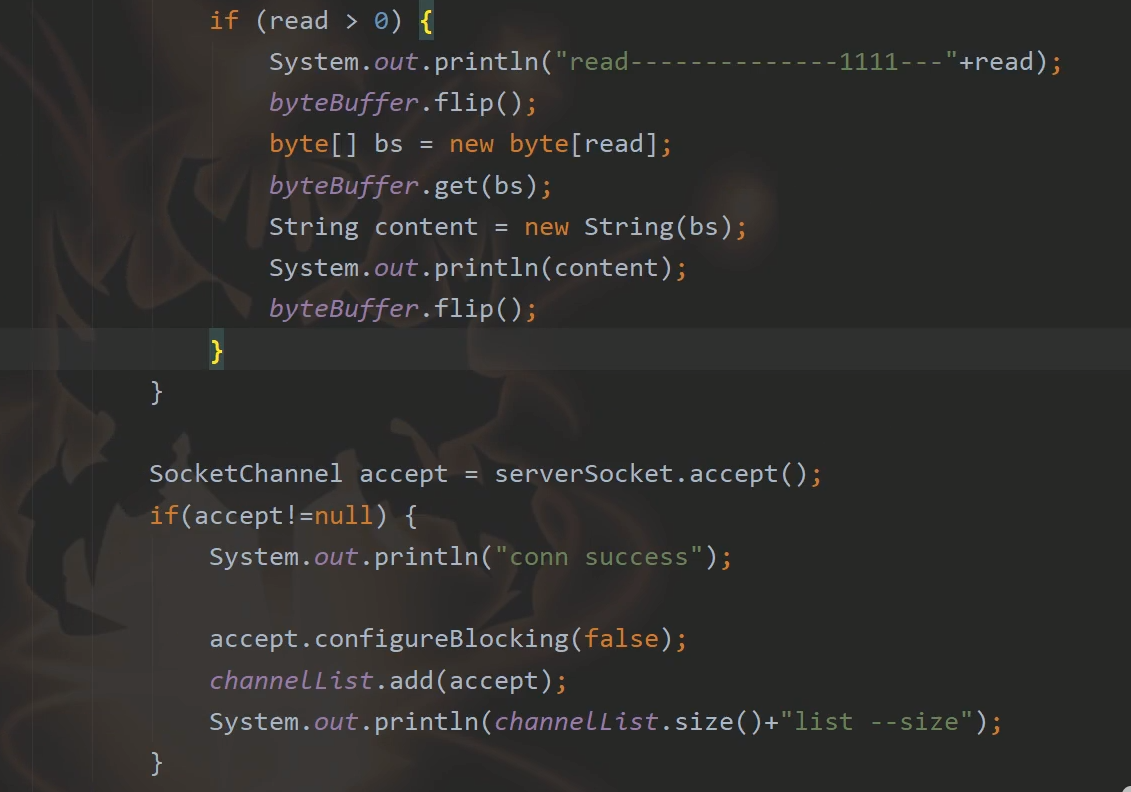 if (read > 0) {
System.out.println("read--------------1111---"+read);
byteBuffer.flip();
byte[] bs = new byte[read];
byteBuffer.get(bs);
String content = new String(bs);
System.out.println(content);
byteBuffer.flip();
}
}
SocketChannel accept = serverSocket.accept();
if(accept!=null) {
System.out.println("conn success");
accept.configureBlocking(false);
channelList.add(accept);
System.out.println(channelList.size()+"list --size");
}